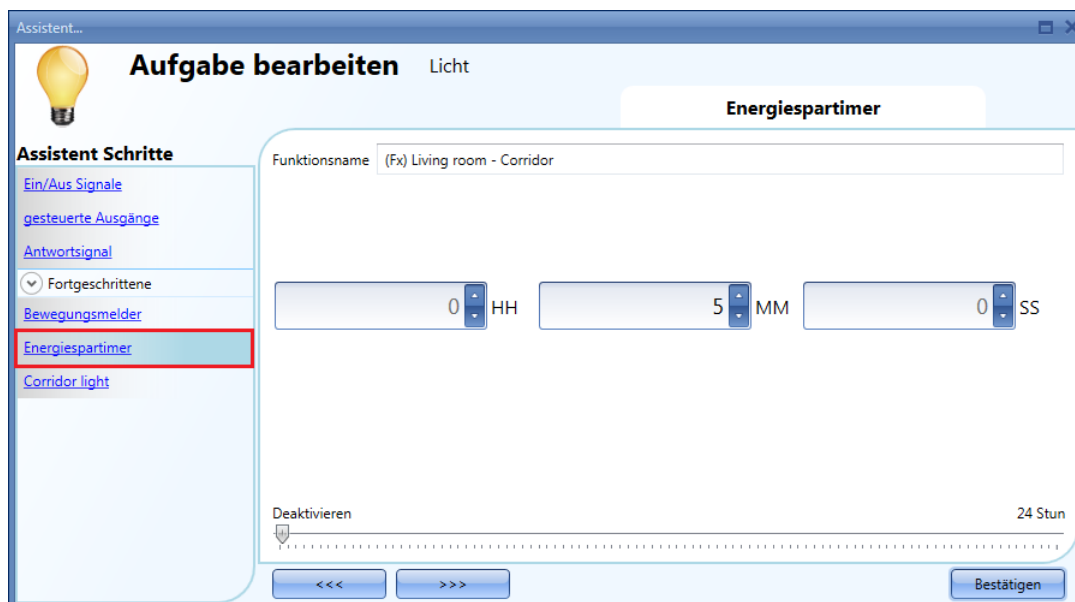 Assistent...
Aufgabe bearbeiten Licht
Energiespartimer
Assistent Schritte
Ein/Aus Signale
gesteuerte Ausgänge
Antwortsignal
Fortgeschrittene
Bewegungsmelder
Energiespartimer
Corridor light
Funktionsname (Fx) Living room - Corridor
0 HH 5 MM 0 SS
Deaktivieren 24 Stun
<<< >>> Bestätigen